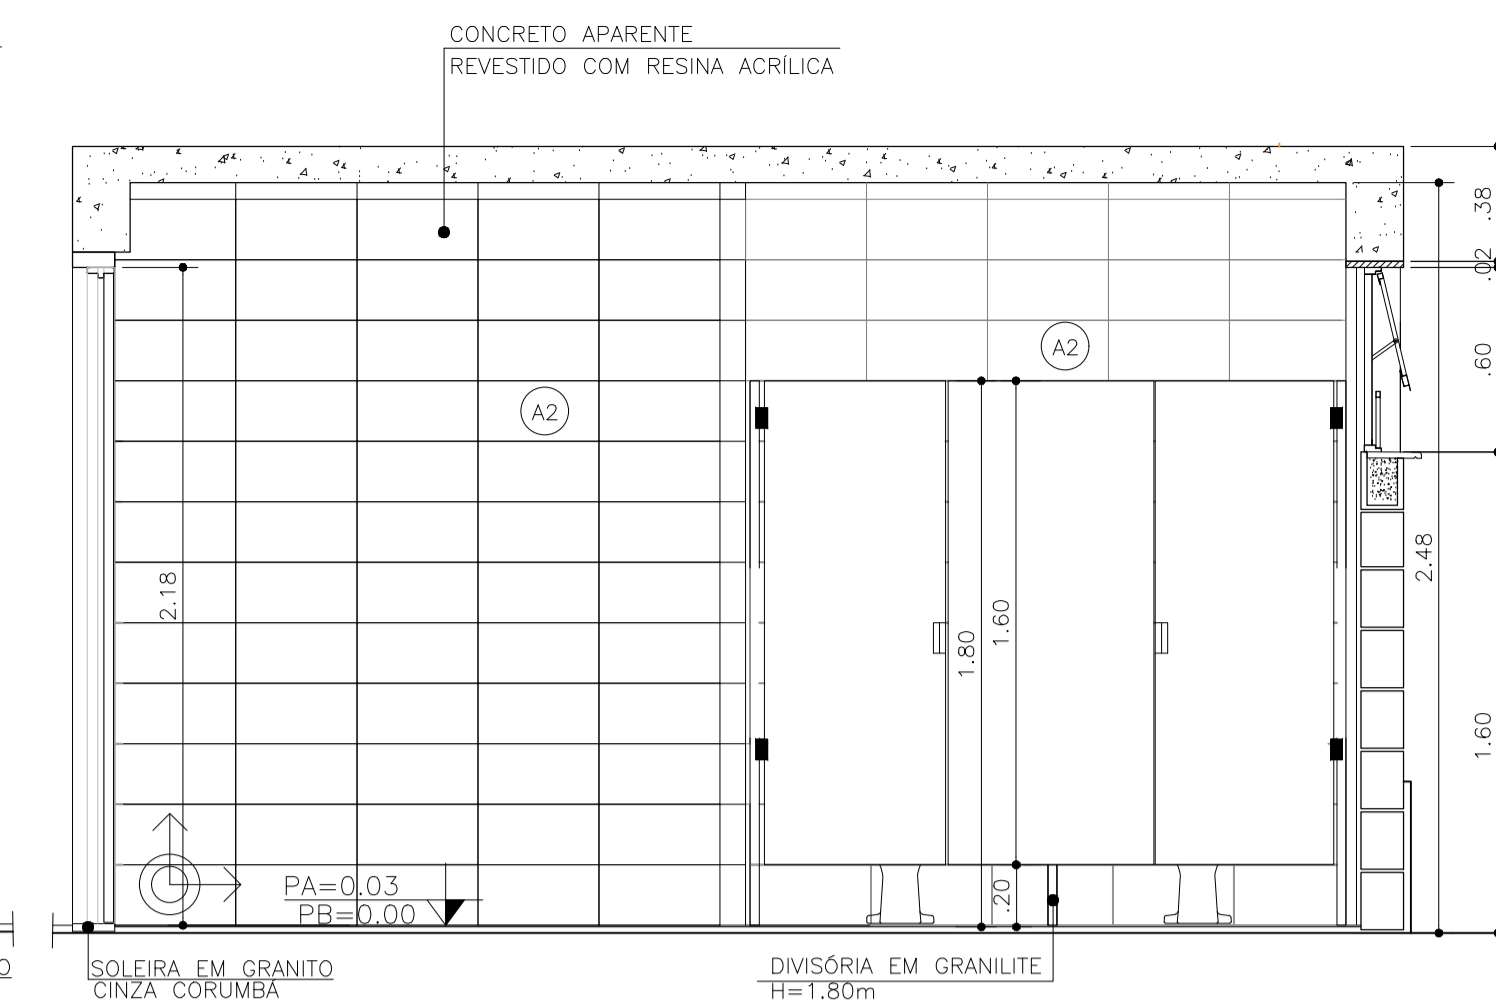 CONCRETO APARENTE
REVESTIDO COM RESINA ACRÍLICA
.38
.02
A2
.60
A2
2.18
2.48
1.80
1.60
1.60
PA=0.03
PB=0.00
.20
O
SOLEIRA EM GRANITO
CINZA CORUMBÁ
DIVISÓRIA EM GRANILITE
H=1.80m